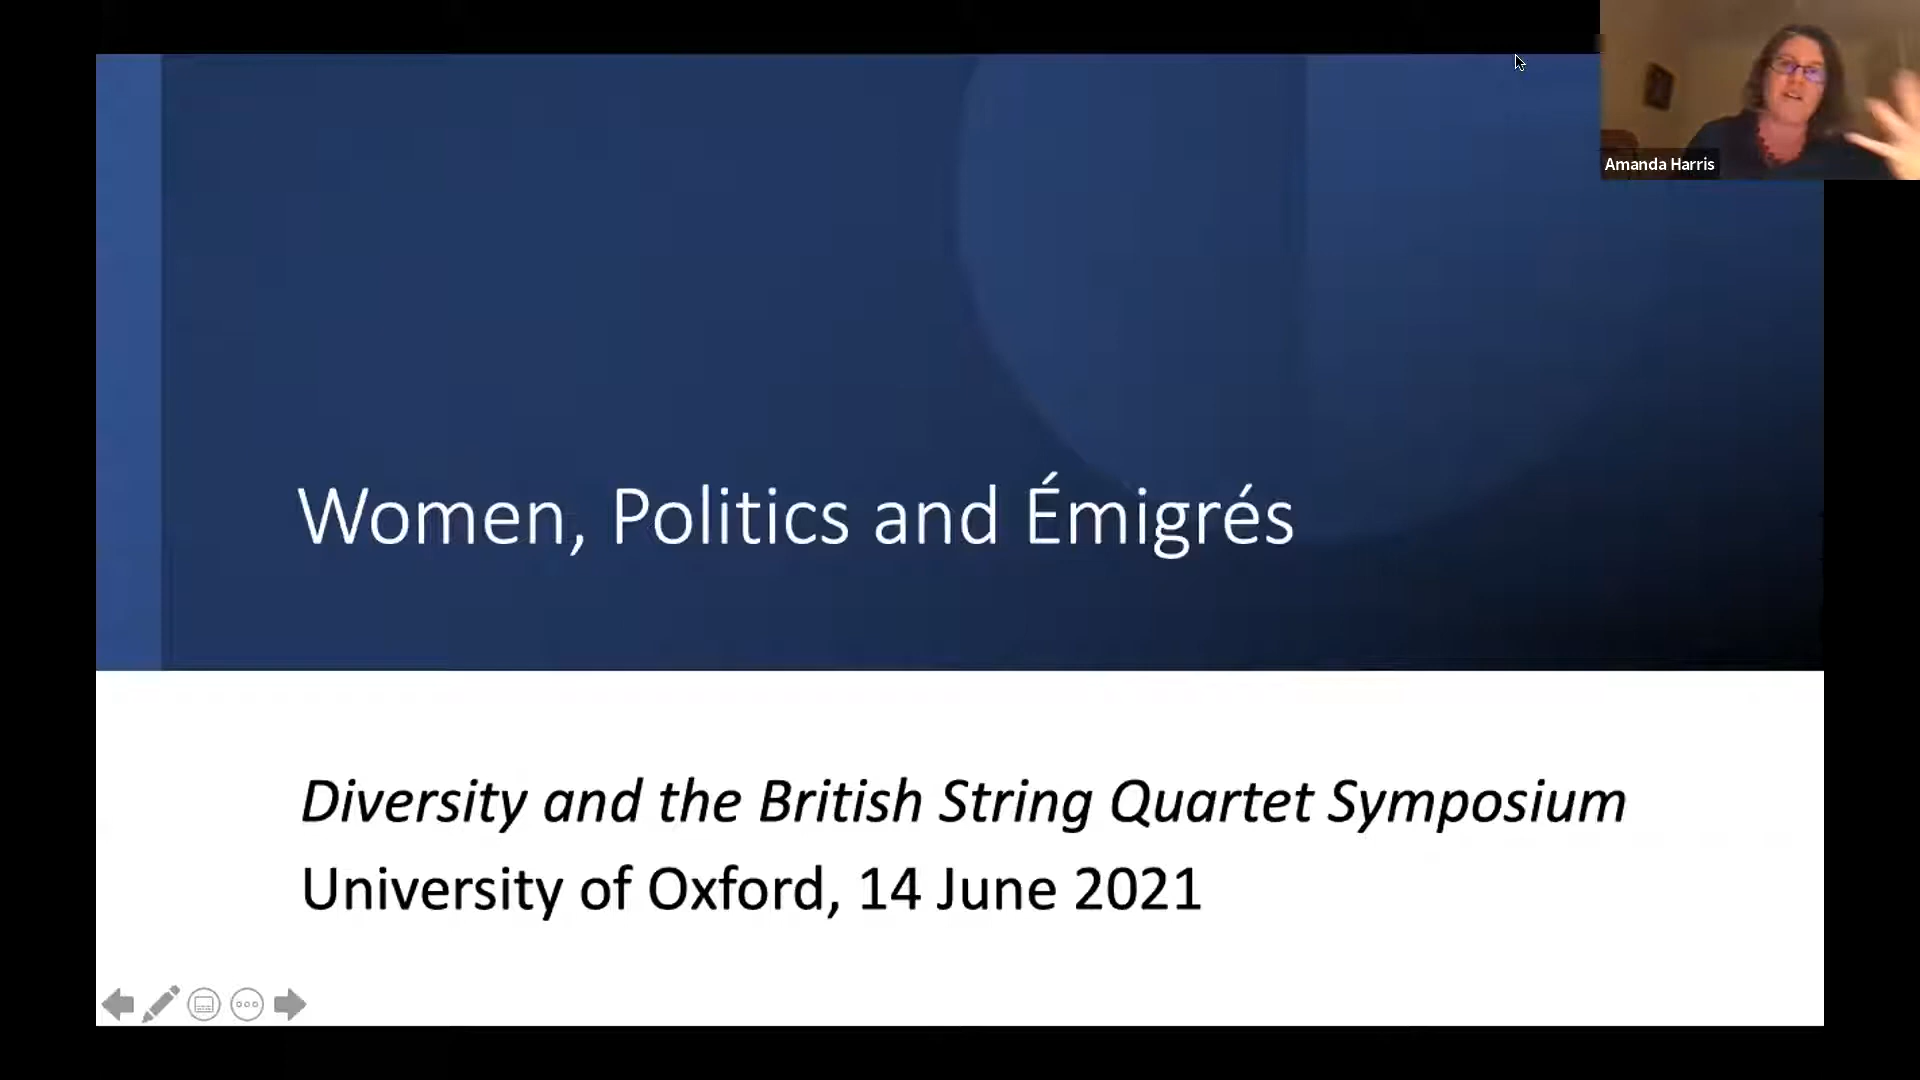 Amanda Harris
Women, Politics and Émigrés
Diversity and the British String Quartet Symposium
University of Oxford, 14 June 2021